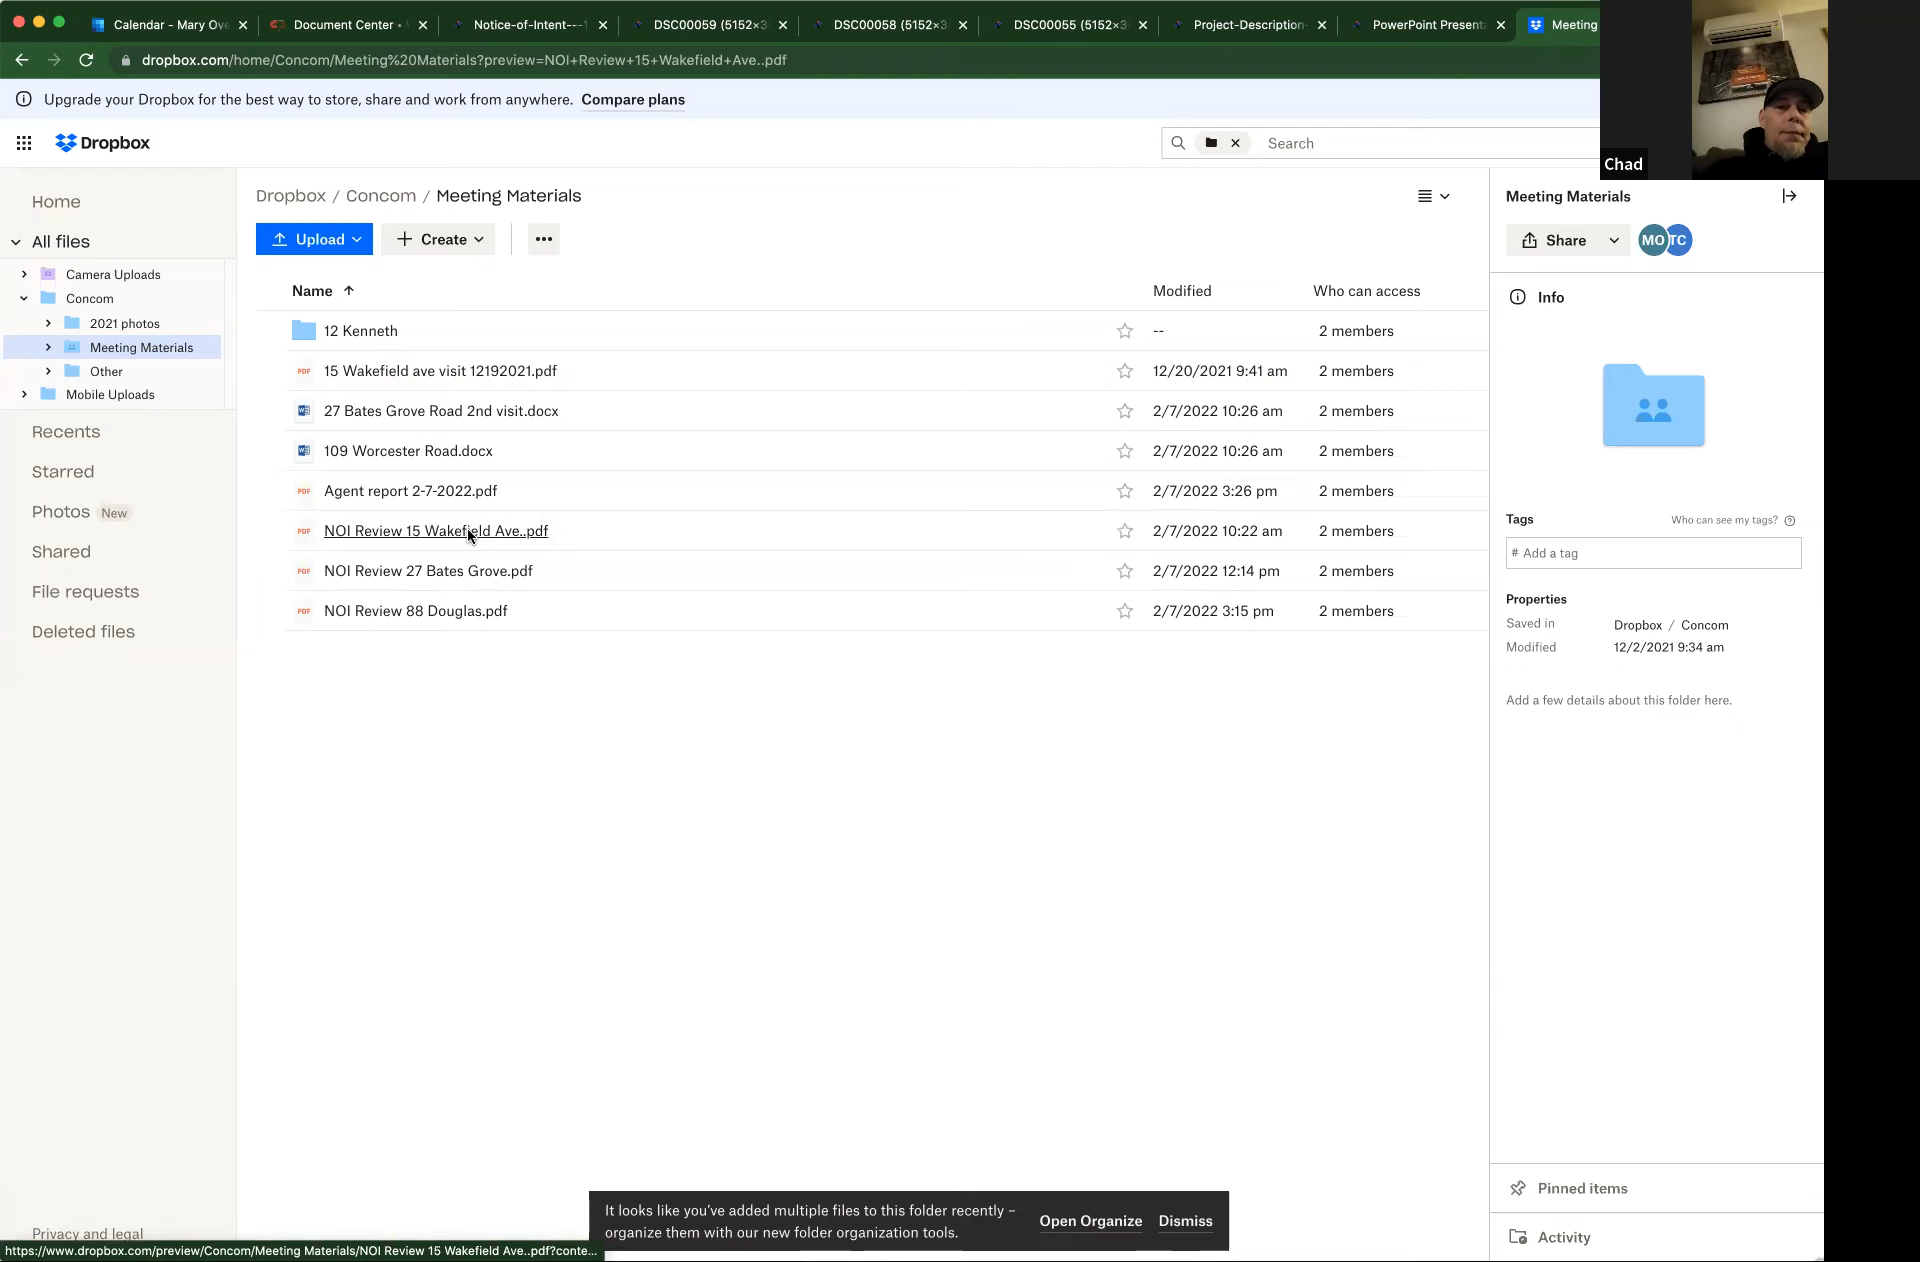 Calendar - Mary Ove
Document Center •
Notice-of-Intent---1
DSC00059 (5152×3
DSC00058 (5152×3
DSC00055 (5152×3
Project-Description-
PowerPoint Present
Meeting
dropbox.com/home/Concom/Meeting%20Materials?preview=NOI+Review+15+Wakefield+Ave..pdf
Upgrade your Dropbox for the best way to store, share and work from anywhere. Compare plans
Dropbox
Search
Chad
Home
All files
Camera Uploads
Concom
2021 photos
Meeting Materials
Other
Mobile Uploads
Recents
Starred
Photos New
Shared
File requests
Deleted files
Privacy and legal
Dropbox / Concom / Meeting Materials
Upload
Create
Name Modified Who can access
12 Kenneth -- 2 members
PDF 15 Wakefield ave visit 12192021.pdf 12/20/2021 9:41 am 2 members
27 Bates Grove Road 2nd visit.docx 2/7/2022 10:26 am 2 members
109 Worcester Road.docx 2/7/2022 10:26 am 2 members
PDF Agent report 2-7-2022.pdf 2/7/2022 3:26 pm 2 members
PDF NOI Review 15 Wakefield Ave..pdf 2/7/2022 10:22 am 2 members
PDF NOI Review 27 Bates Grove.pdf 2/7/2022 12:14 pm 2 members
PDF NOI Review 88 Douglas.pdf 2/7/2022 3:15 pm 2 members
Meeting Materials
Share
MO TC
Info
Tags Who can see my tags?
# Add a tag
Properties
Saved in Dropbox / Concom
Modified 12/2/2021 9:34 am
Add a few details about this folder here.
Pinned items
Activity
It looks like you've added multiple files to this folder recently –
organize them with our new folder organization tools.
Open Organize Dismiss
https://www.dropbox.com/preview/Concom/Meeting Materials/NOI Review 15 Wakefield Ave..pdf?conte...